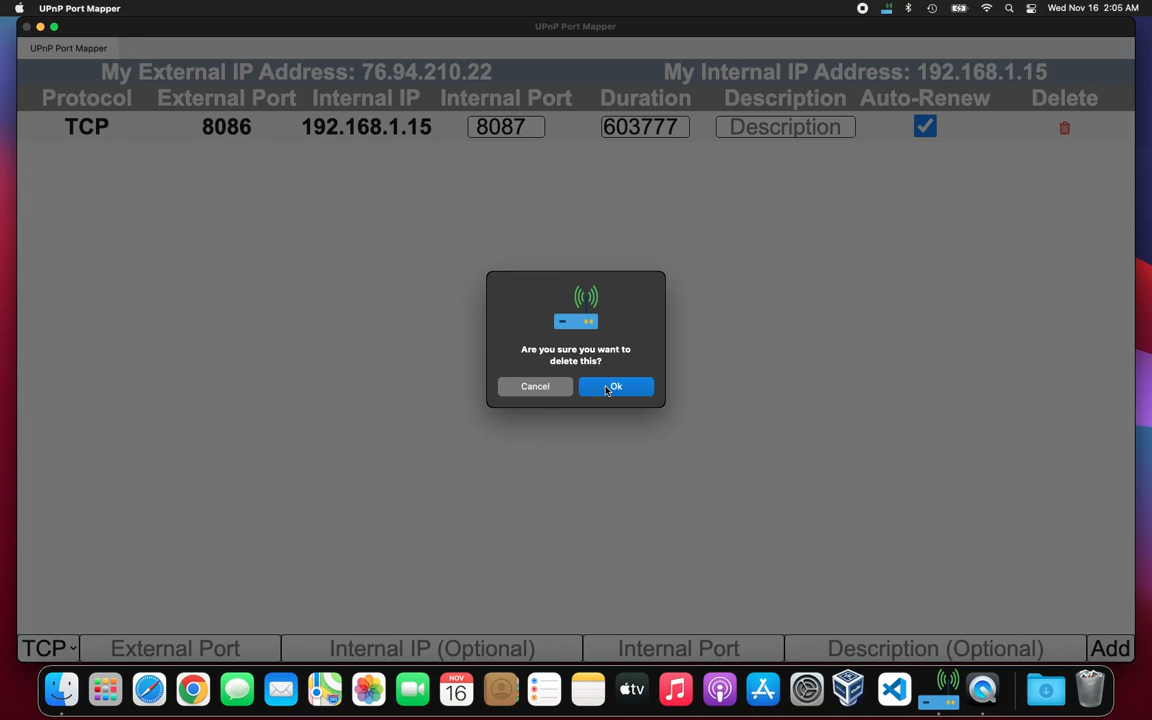 UPnP Port Mapper
Wed Nov 16 2:05 AM
UPnP Port Mapper
UPnP Port Mapper
My External IP Address: 76.94.210.22 My Internal IP Address: 192.168.1.15
Protocol External Port Internal IP Internal Port Duration Description Auto-Renew Delete
TCP 8086 192.168.1.15 8087 603777 Description
Are you sure you want to
delete this?
Cancel Ok
TCP External Port Internal IP (Optional) Internal Port Description (Optional) Add
NOV
16
tv